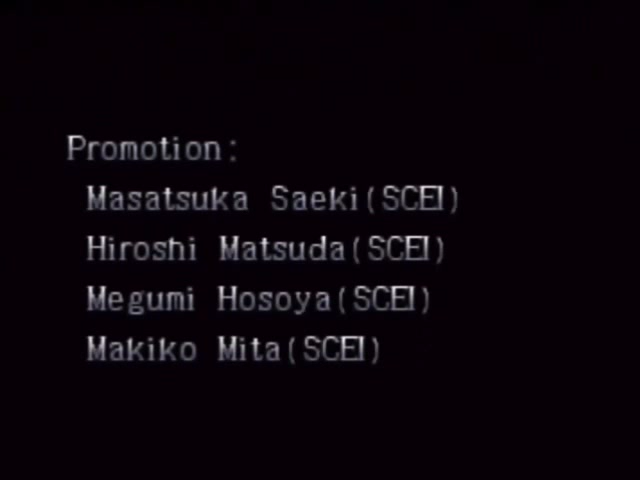 Promotion:
Masatsuka Saeki(SCEI)
Hiroshi Matsuda(SCEI)
Megumi Hosoya(SCEI)
Makiko Mita(SCEI)